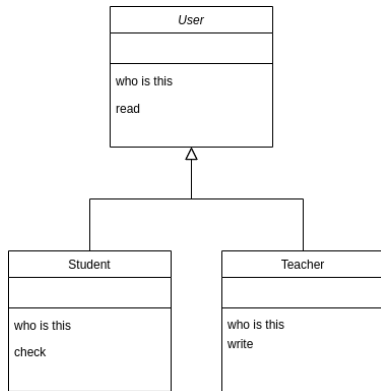 User
who is this
read
Student
who is this
check
Teacher
who is this
write